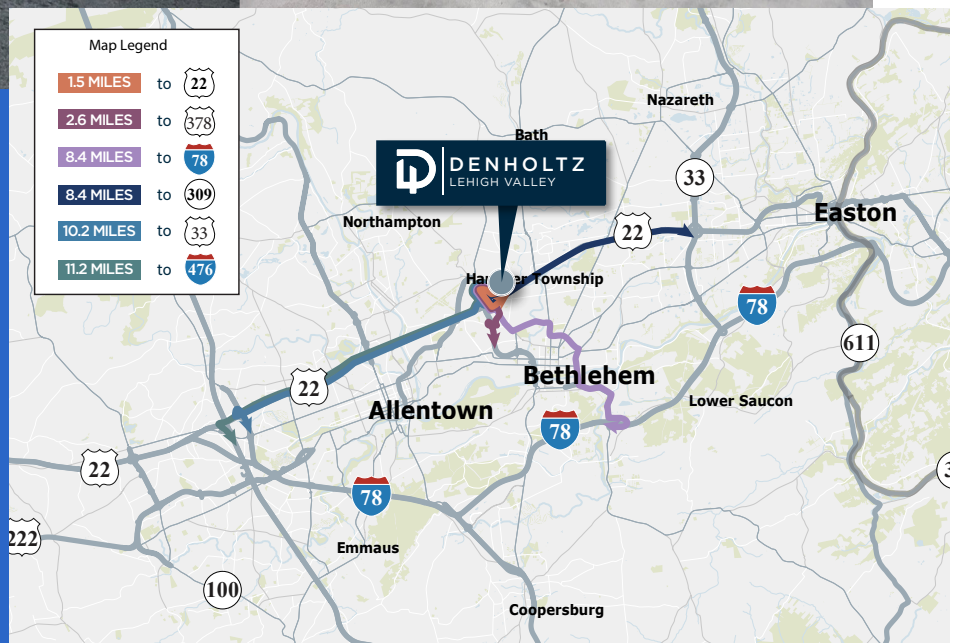 Map Legend
1.5 MILES to 22
2.6 MILES to 378
8.4 MILES to 78
8.4 MILES to 309
10.2 MILES to 33
11.2 MILES to 476
Nazareth
Bath
DENHOLTZ
LEHIGH VALLEY
33
Northampton
Easton
22
Township
78
611
Bethlehem
22
Lower Saucon
Allentown
78
22
78
222
Emmaus
100
Coopersburg